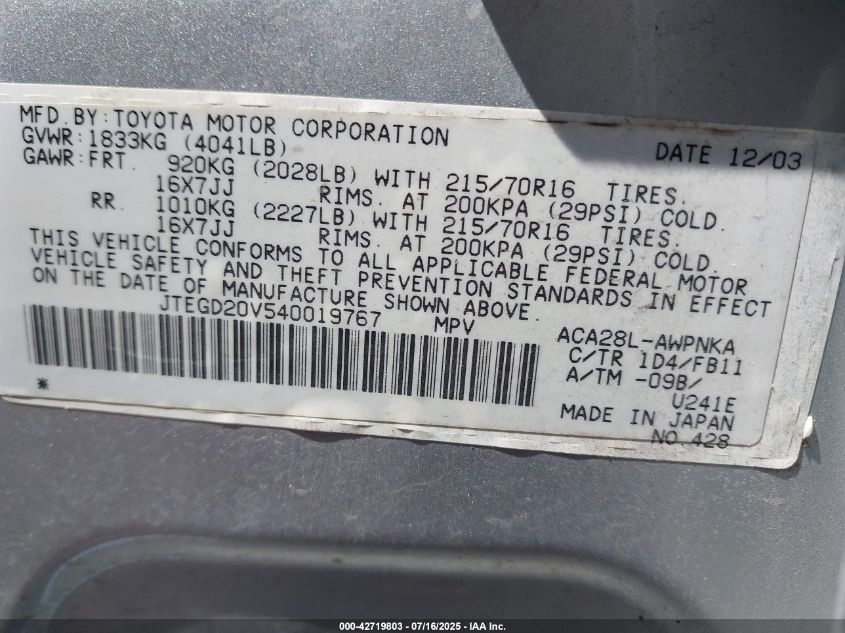 MFD.BY:TOYOTA MOTOR CORPORATION DATE 12/03
GVWR:1833KG (4041LB)
GAWR:FRT. 920KG (2028LB) WITH 215/70R16 TIRES.
16X7JJ RIMS. AT 200KPA (29PSI) COLD.
RR. 1010KG (2227LB) WITH 215/70R16 TIRES.
16X7JJ RIMS. AT 200KPA (29PSI) COLD.
THIS VEHICLE CONFORMS TO ALL APPLICABLE FEDERAL MOTOR
VEHICLE SAFETY AND THEFT PREVENTION STANDARDS IN EFFECT
ON THE DATE OF MANUFACTURE SHOWN ABOVE.
JTEGD20V540019767 MPV
ACA28L-AWPNKA
C/TR 1D4/FB11
A/TM -09B/
U241E
MADE IN JAPAN
NO 428
*
000-42719803 - 07/16/2025 - IAA Inc.